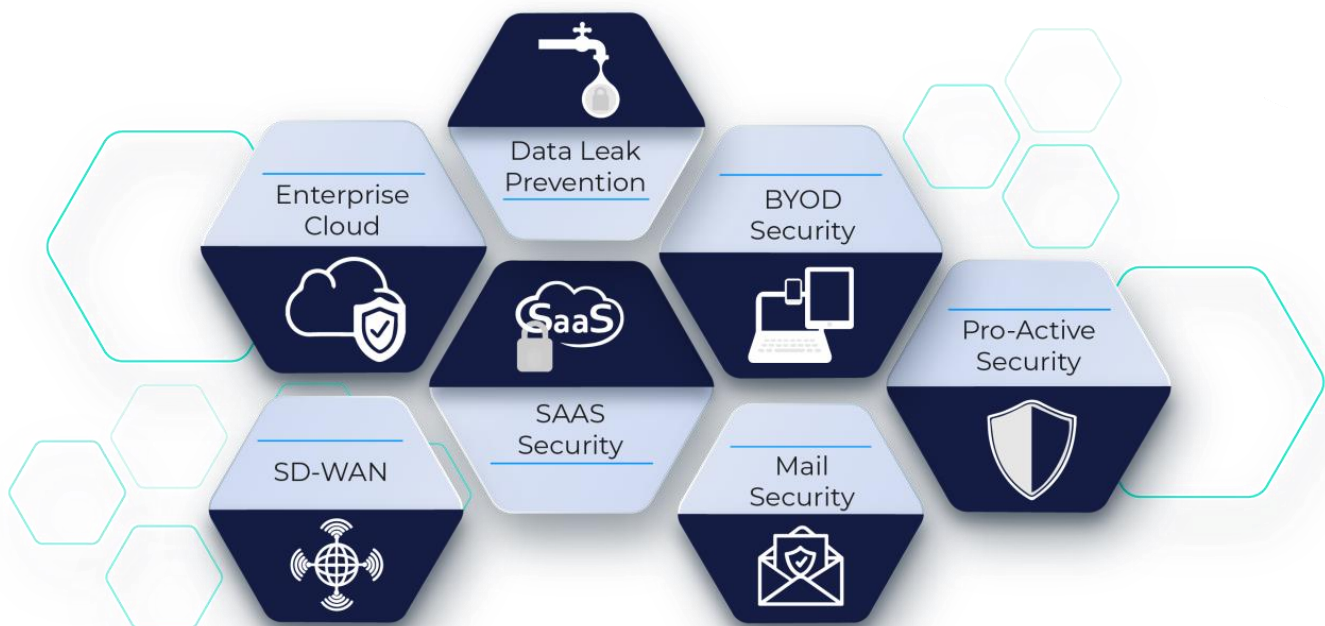 Data Leak
Prevention
Enterprise
Cloud
BYOD
Security
SaaS
SAAS
Security
Pro-Active
Security
SD-WAN
Mail
Security